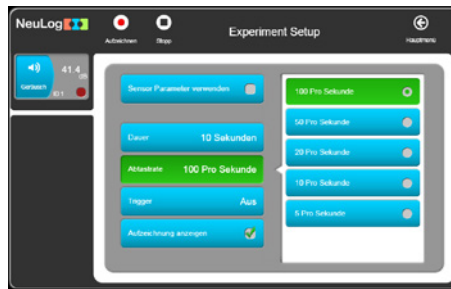 NeuLog
Aufzeichnen
Stopp
Experiment Setup
Hauptmenü
41.4
dB
Geräusch
ID 1
Sensor Parameter verwenden
Dauer 10 Sekunden
Abtastrate 100 Pro Sekunde
Trigger Aus
Aufzeichnung anzeigen
100 Pro Sekunde
50 Pro Sekunde
20 Pro Sekunde
10 Pro Sekunde
5 Pro Sekunde